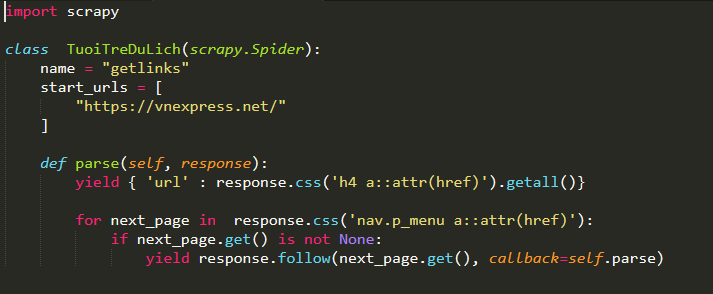 import scrapy
class  TuoiTreDuLich(scrapy.Spider):
    name = "getlinks"
    start_urls = [
        "https://vnexpress.net/"
    ]
    def parse(self, response):
        yield { 'url' : response.css('h4 a::attr(href)').getall()}
        for next_page in  response.css('nav.p_menu a::attr(href)'):
            if next_page.get() is not None:
                yield response.follow(next_page.get(), callback=self.parse)